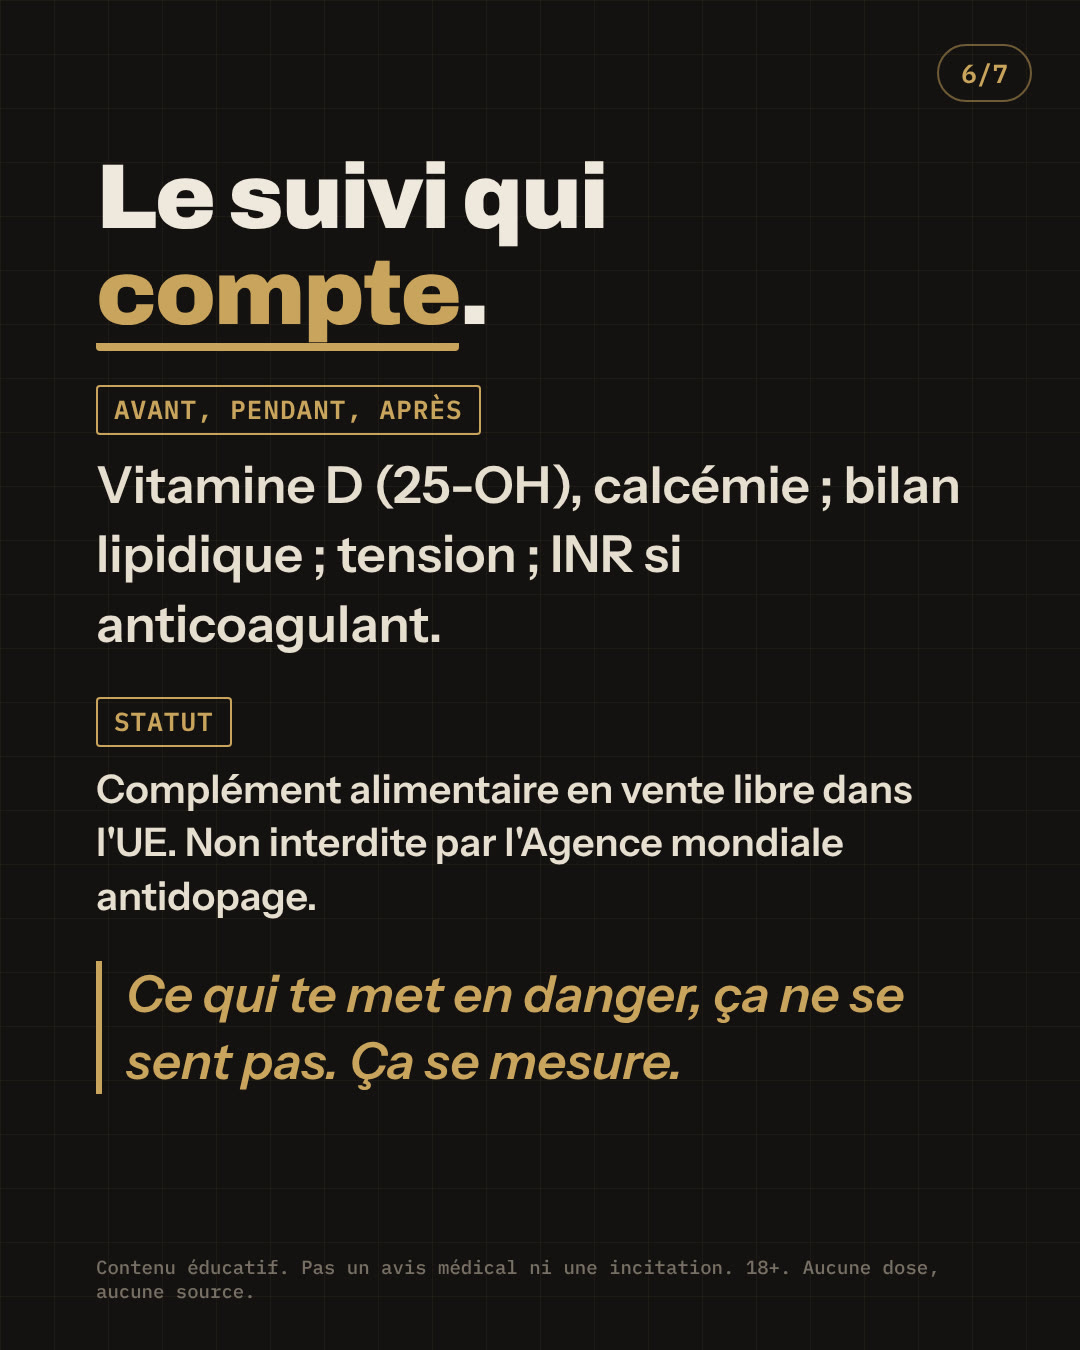 6/7
Le suivi qui
compte.
AVANT, PENDANT, APRÈS
Vitamine D (25-OH), calcémie ; bilan
lipidique ; tension ; INR si
anticoagulant.
STATUT
Complément alimentaire en vente libre dans
l'UE. Non interdite par l'Agence mondiale
antidopage.
Ce qui te met en danger, ça ne se
sent pas. Ça se mesure.
Contenu éducatif. Pas un avis médical ni une incitation. 18+. Aucune dose,
aucune source.